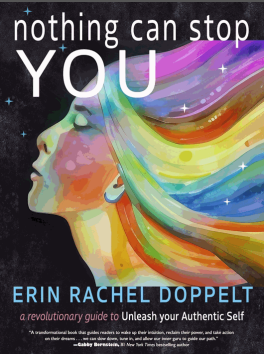 nothing can stop
YOU
ERIN RACHEL DOPPELT
a revolutionary guide to Unleash your Authentic Self
"A transformational book that guides readers to wake up their intuition, reclaim their power, and take action
on their dreams . . . we can slow down, tune in, and allow our inner guru to guide our path."
—Gabby Bernstein, #1 New York Times bestselling author